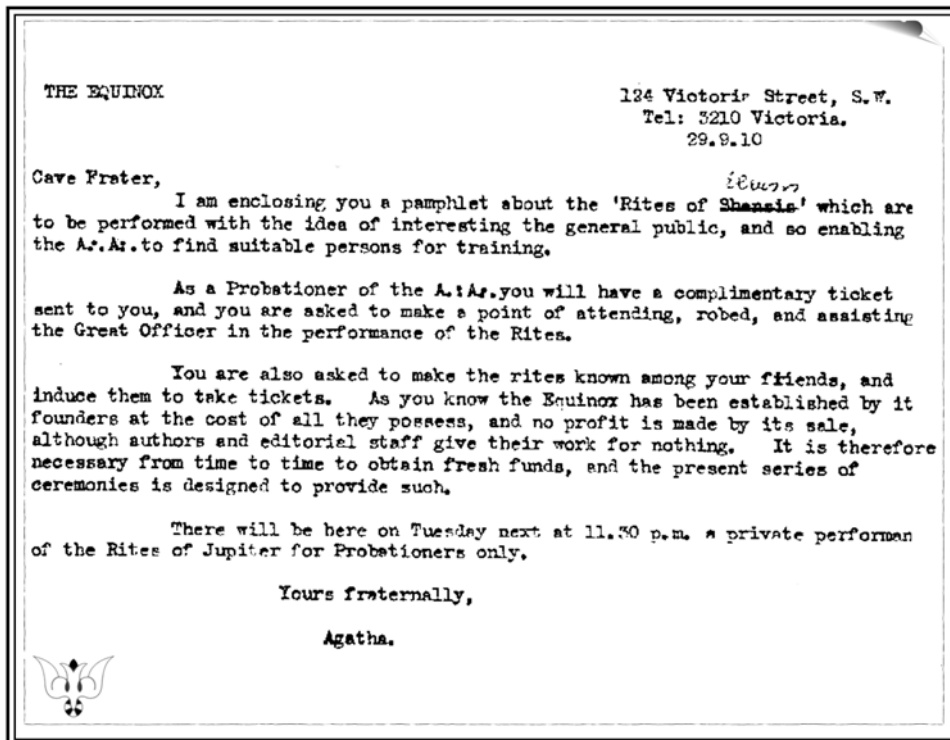 THE EQUINOX
124 Victoria Street, S.W.
Tel: 3210 Victoria.
29.9.10
Cave Frater,
I am enclosing you a pamphlet about the 'Rites of Shansis' which are
to be performed with the idea of interesting the general public, and so enabling
the A.'.A.'.to find suitable persons for training.
As a Probationer of the A.'.A.'.you will have a complimentary ticket
sent to you, and you are asked to make a point of attending, robed, and assisting
the Great Officer in the performance of the Rites.
You are also asked to make the rites known among your friends, and
induce them to take tickets. As you know the Equinox has been established by it
founders at the cost of all they possess, and no profit is made by its sale,
although authors and editorial staff give their work for nothing. It is therefore
necessary from time to time to obtain fresh funds, and the present series of
ceremonies is designed to provide such.
There will be here on Tuesday next at 11.30 p.m. a private performan
of the Rites of Jupiter for Probationers only.
Yours fraternally,
Agatha.